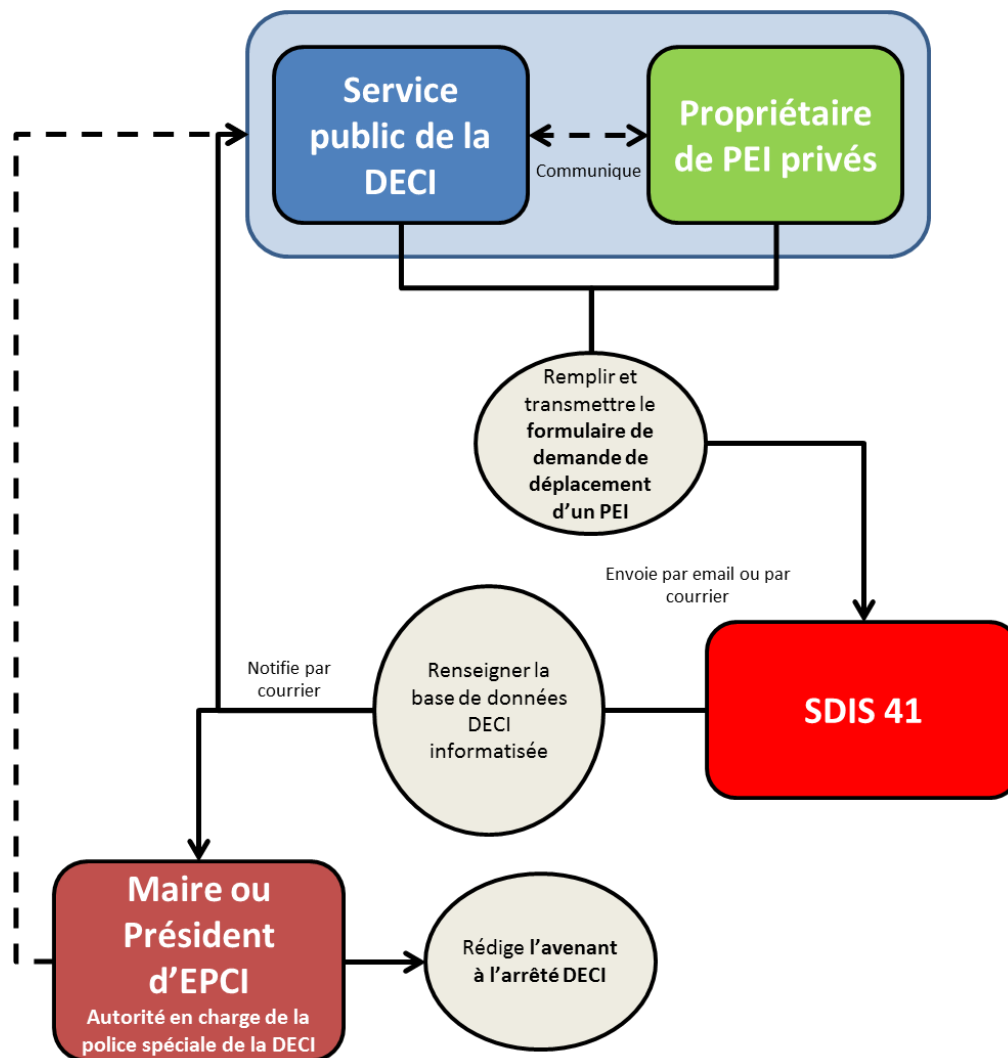 Service
public de la
DECI
Communique
Propriétaire
de PEI privés
Remplir et
transmettre le
formulaire de
demande de
déplacement
d’un PEI
Envoie par email ou par
courrier
Notifie par
courrier
Renseigner la
base de données
DECI
informatisée
SDIS 41
Maire ou
Président
d’EPCI
Autorité en charge de la
police spéciale de la DECI
Rédige l’avenant
à l’arrêté DECI